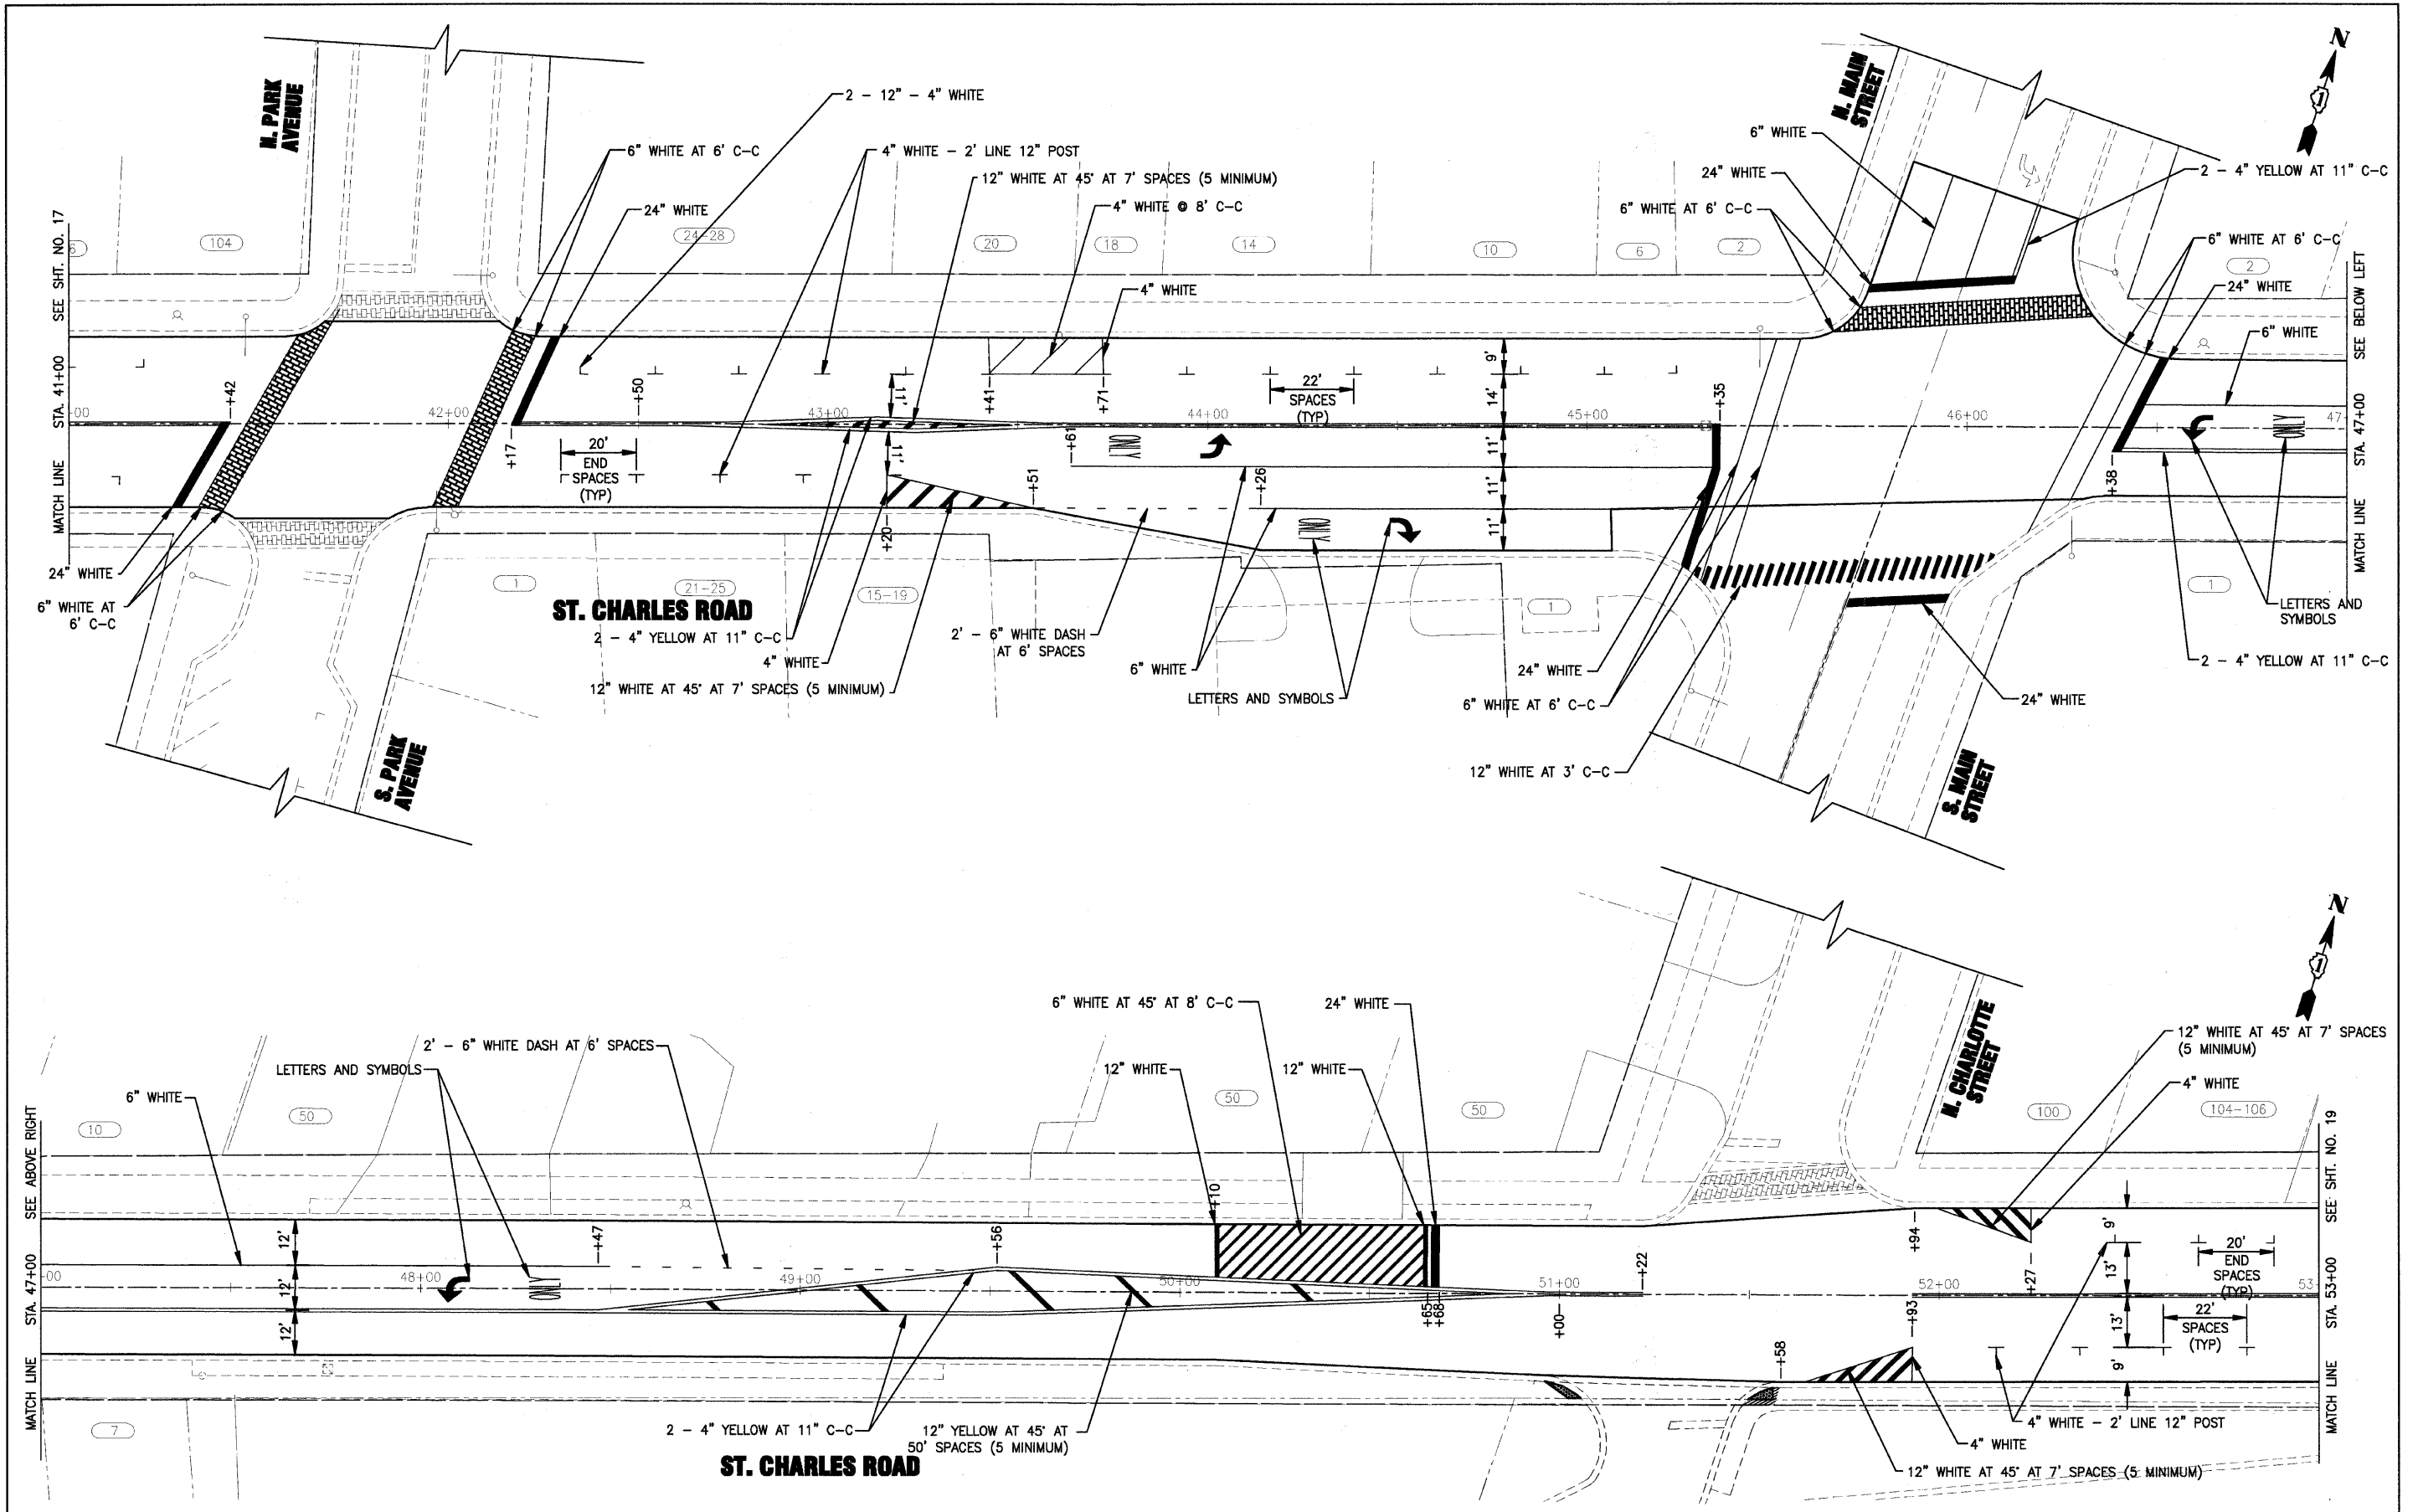 N. PARK
AVENUE
N. MAIN
STREET
N
1
2 - 12" - 4" WHITE
6" WHITE AT 6' C-C
4" WHITE - 2' LINE 12" POST
12" WHITE AT 45° AT 7' SPACES (5 MINIMUM)
24" WHITE
4" WHITE @ 8' C-C
4" WHITE
6" WHITE
24" WHITE
6" WHITE AT 6' C-C
2 - 4" YELLOW AT 11" C-C
6" WHITE AT 6' C-C
24" WHITE
6" WHITE
SEE SHT. NO. 17
STA. 41+00
MATCH LINE
SEE BELOW LEFT
STA. 47+00
MATCH LINE
6
104
24-28
20
18
14
10
6
2
2
00
+42
42+00
+17
+50
43+00
+41
+71
44+00
45+00
+35
46+00
+38
47+
20'
END
SPACES
(TYP)
11'
11'
+20
+51
+61
+26
22'
SPACES
(TYP)
9'
14'
11'
11'
11'
ONLY
ONLY
ONLY
24" WHITE
6" WHITE AT
6' C-C
1
21-25
15-19
1
1
ST. CHARLES ROAD
2 - 4" YELLOW AT 11" C-C
4" WHITE
12" WHITE AT 45° AT 7' SPACES (5 MINIMUM)
2' - 6" WHITE DASH
AT 6' SPACES
6" WHITE
LETTERS AND SYMBOLS
24" WHITE
6" WHITE AT 6' C-C
12" WHITE AT 3' C-C
24" WHITE
LETTERS AND
SYMBOLS
2 - 4" YELLOW AT 11" C-C
S. PARK
AVENUE
S. MAIN
STREET
N
1
6" WHITE AT 45° AT 8' C-C
24" WHITE
2' - 6" WHITE DASH AT 6' SPACES
LETTERS AND SYMBOLS
6" WHITE
12" WHITE
12" WHITE
N. CHARLOTTE
STREET
12" WHITE AT 45° AT 7' SPACES
(5 MINIMUM)
4" WHITE
SEE ABOVE RIGHT
STA. 47+00
MATCH LINE
SEE SHT. NO. 19
STA. 53+00
MATCH LINE
10
50
50
50
100
104-106
7
00
12'
12'
12'
48+00
ONLY
+47
49+00
+56
50+00
+10
+65
+68
51+00
+00
+22
+58
+94
+93
52+00
+27
53
9'
13'
13'
9'
20'
END
SPACES
(TYP)
22'
SPACES
(TYP)
2 - 4" YELLOW AT 11" C-C
12" YELLOW AT 45° AT
50' SPACES (5 MINIMUM)
4" WHITE - 2' LINE 12" POST
4" WHITE
12" WHITE AT 45° AT 7' SPACES (5 MINIMUM)
ST. CHARLES ROAD